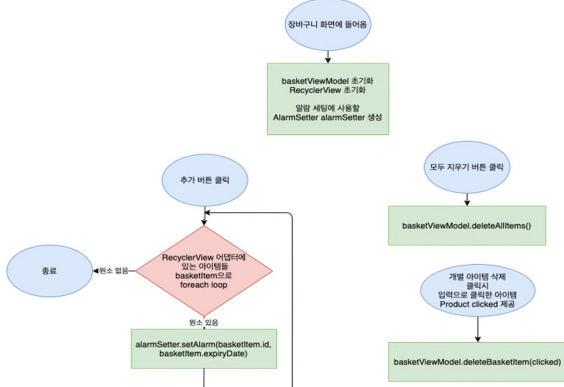 장바구니 화면에 들어옴
basketViewModel 초기화
RecyclerView 초기화
알람 세팅에 사용할
AlarmSetter alarmSetter 생성
추가 버튼 클릭
RecyclerView 어댑터에
있는 아이템들
basketItem으로
foreach loop
원소 없음
종료
원소 있음
alarmSetter.setAlarm(basketItem.id,
basketItem.expiryDate)
모두 지우기 버튼 클릭
basketViewModel.deleteAllItems()
개별 아이템 삭제
클릭시
입력으로 클릭한 아이템
Product clicked 제공
basketViewModel.deleteBasketItem(clicked)